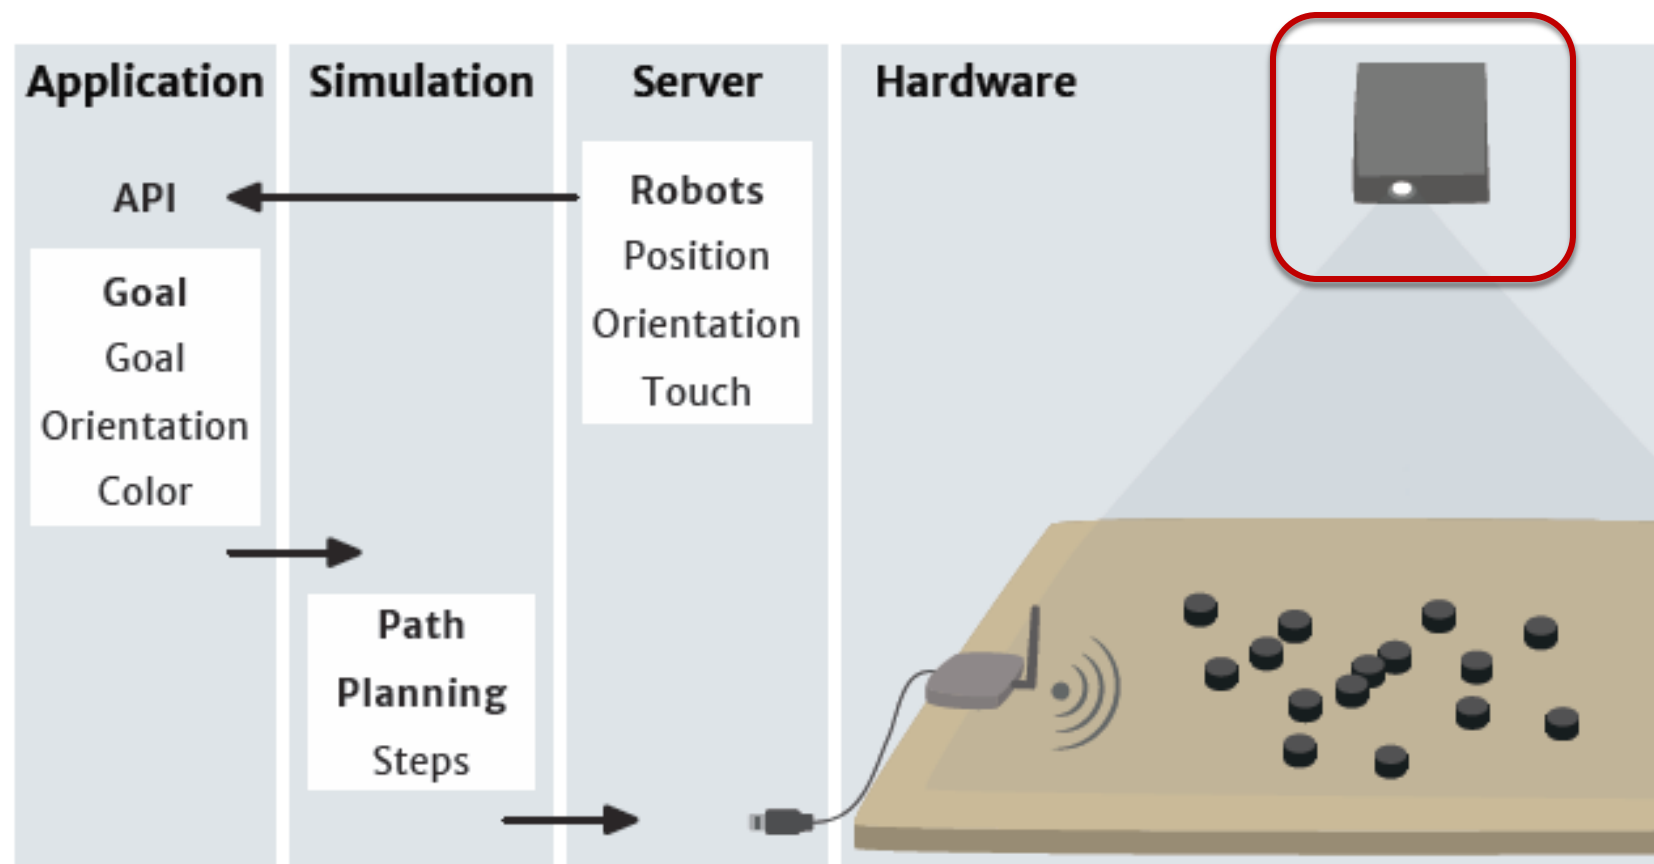 Application
API
Goal
Goal
Orientation
Color
Simulation
Path
Planning
Steps
Server
Robots
Position
Orientation
Touch
Hardware